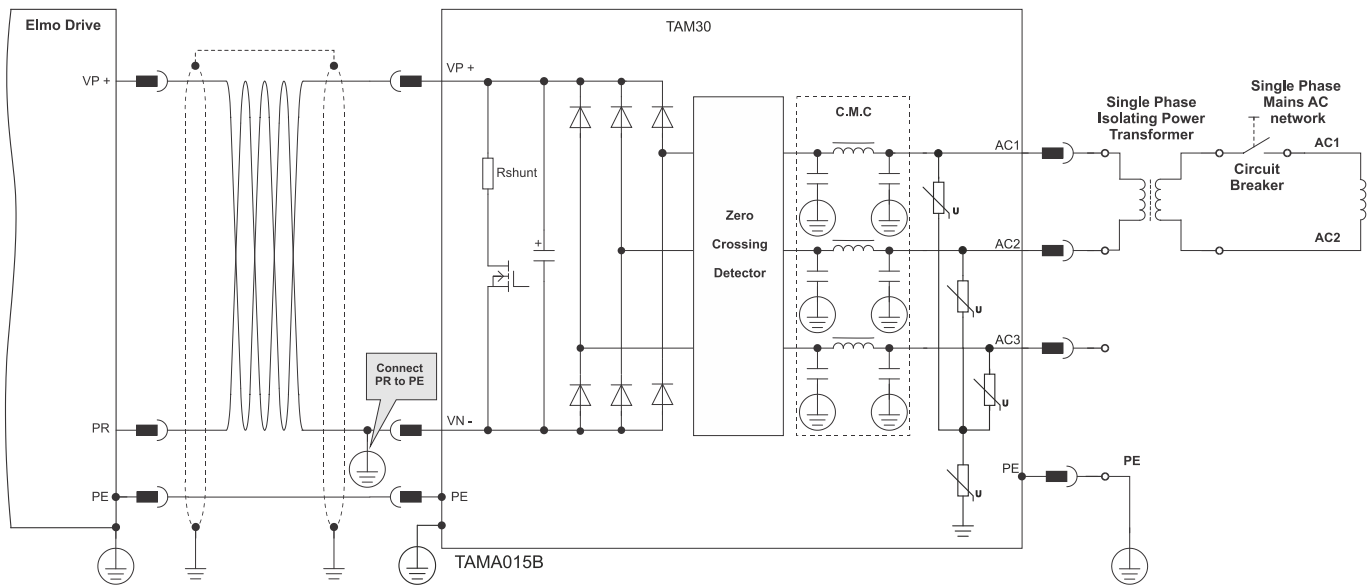 Elmo Drive
TAM30
VP +
VP +
Rshunt
+
Zero
Crossing
Detector
C.M.C
AC1
AC2
AC3
U
U
U
U
Single Phase
Isolating Power
Transformer
Single Phase
Mains AC
network
Circuit
Breaker
AC1
AC2
Connect
PR to PE
PR
VN -
PE
PE
PE
PE
TAMA015B